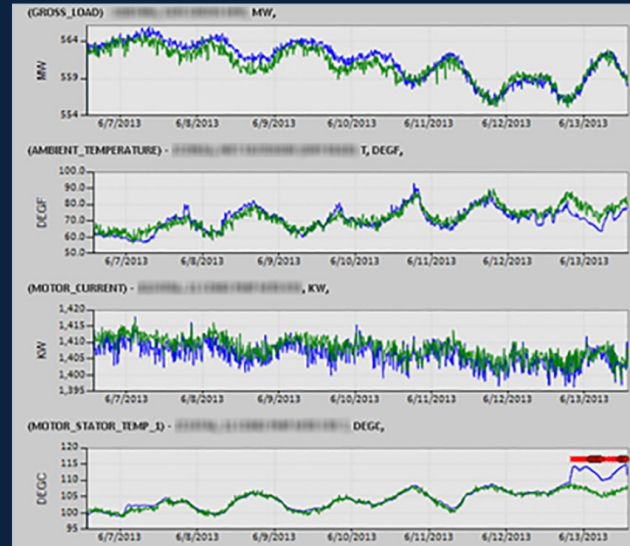 (GROSS_LOAD) MW,
564
559
554
MW
6/7/2013 6/8/2013 6/9/2013 6/10/2013 6/11/2013 6/12/2013 6/13/2013
(AMBIENT_TEMPERATURE) - T, DEGF,
100.0
90.0
80.0
70.0
60.0
50.0
DEGF
6/7/2013 6/8/2013 6/9/2013 6/10/2013 6/11/2013 6/12/2013 6/13/2013
(MOTOR_CURRENT) - , KW,
1,420
1,415
1,410
1,405
1,400
1,395
KW
6/7/2013 6/8/2013 6/9/2013 6/10/2013 6/11/2013 6/12/2013 6/13/2013
(MOTOR_STATOR_TEMP_1) - DEGC,
120
115
110
105
100
95
DEGC
6/7/2013 6/8/2013 6/9/2013 6/10/2013 6/11/2013 6/12/2013 6/13/2013